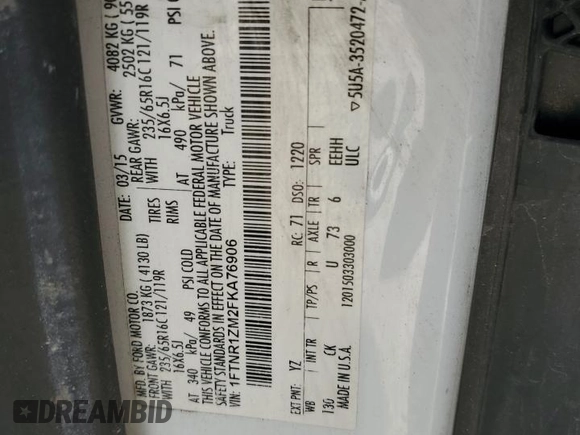 MFD. BY FORD MOTOR CO.
DATE: 03/15 GVWR: 4082 KG ( 90
FRONT GAWR: 1873 KG ( 4130 LB) REAR GAWR: 2502 KG ( 55
WITH 235/65R16C 121/119R TIRES WITH 235/65R16C 121/119R
16X6.5J RIMS 16X6.5J
AT 340 kPa/ 49 PSI COLD AT 490 kPa/ 71 PSI C
THIS VEHICLE CONFORMS TO ALL APPLICABLE FEDERAL MOTOR VEHICLE
SAFETY STANDARDS IN EFFECT ON THE DATE OF MANUFACTURE SHOWN ABOVE.
VIN: 1FTNR1ZM2FKA76906 TYPE: Truck
EXT PNT: YZ RC: 71 DSO: 1220
WB INTTR TP/PS R AXLE TR SPR
130 CK U 73 6 EEHH
MADE IN U.S.A. 1201503303000 ULC
5U5A-3520472-
DREAMBID